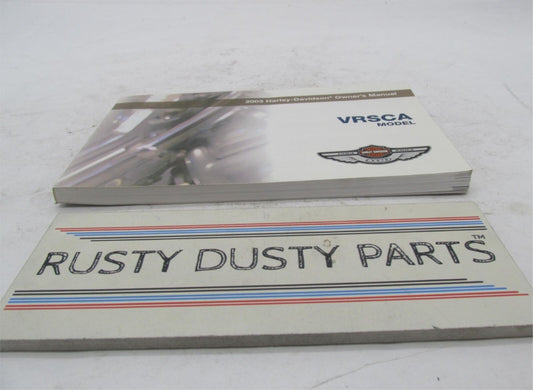 2003 Harley-Davidson® Owner's Manual
VRSCA
MODEL
RUSTY DUSTY PARTS™